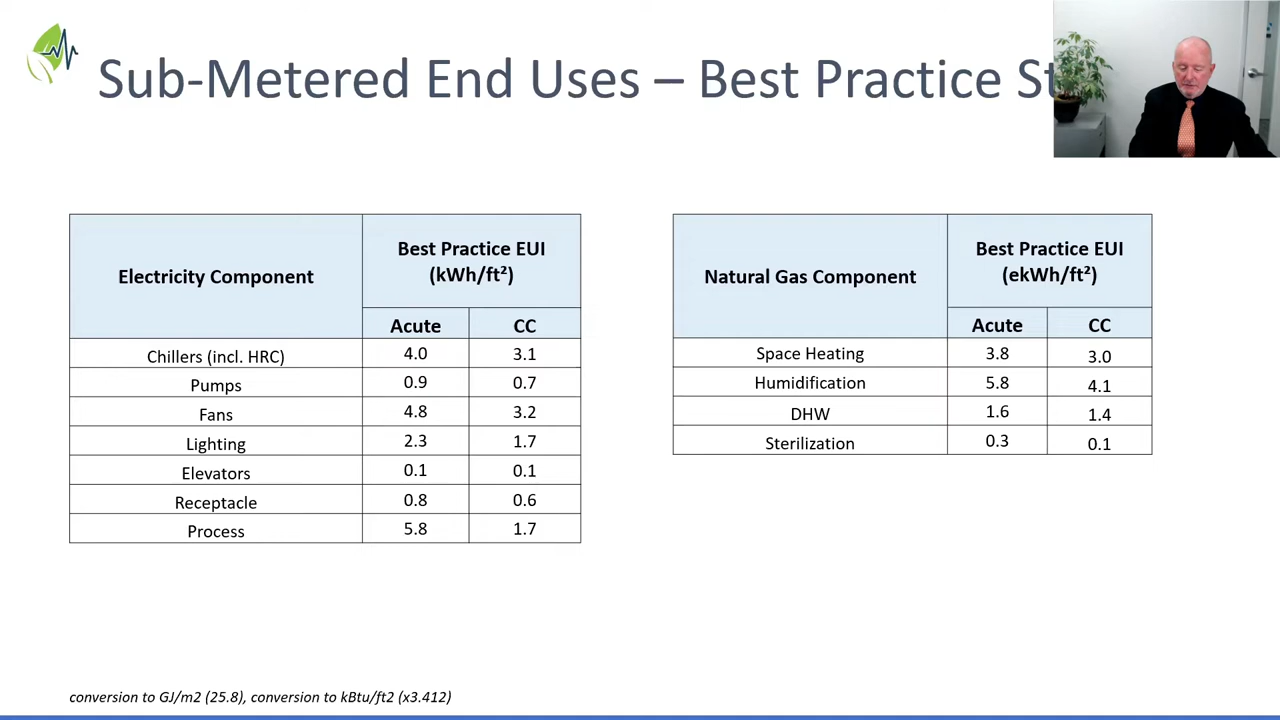 Sub-Metered End Uses – Best Practice
Electricity Component
Best Practice EUI
(kWh/ft²)
Acute CC
Chillers (incl. HRC) 4.0 3.1
Pumps 0.9 0.7
Fans 4.8 3.2
Lighting 2.3 1.7
Elevators 0.1 0.1
Receptacle 0.8 0.6
Process 5.8 1.7
Natural Gas Component
Best Practice EUI
(ekWh/ft²)
Acute CC
Space Heating 3.8 3.0
Humidification 5.8 4.1
DHW 1.6 1.4
Sterilization 0.3 0.1
conversion to GJ/m2 (25.8), conversion to kBtu/ft2 (x3.412)